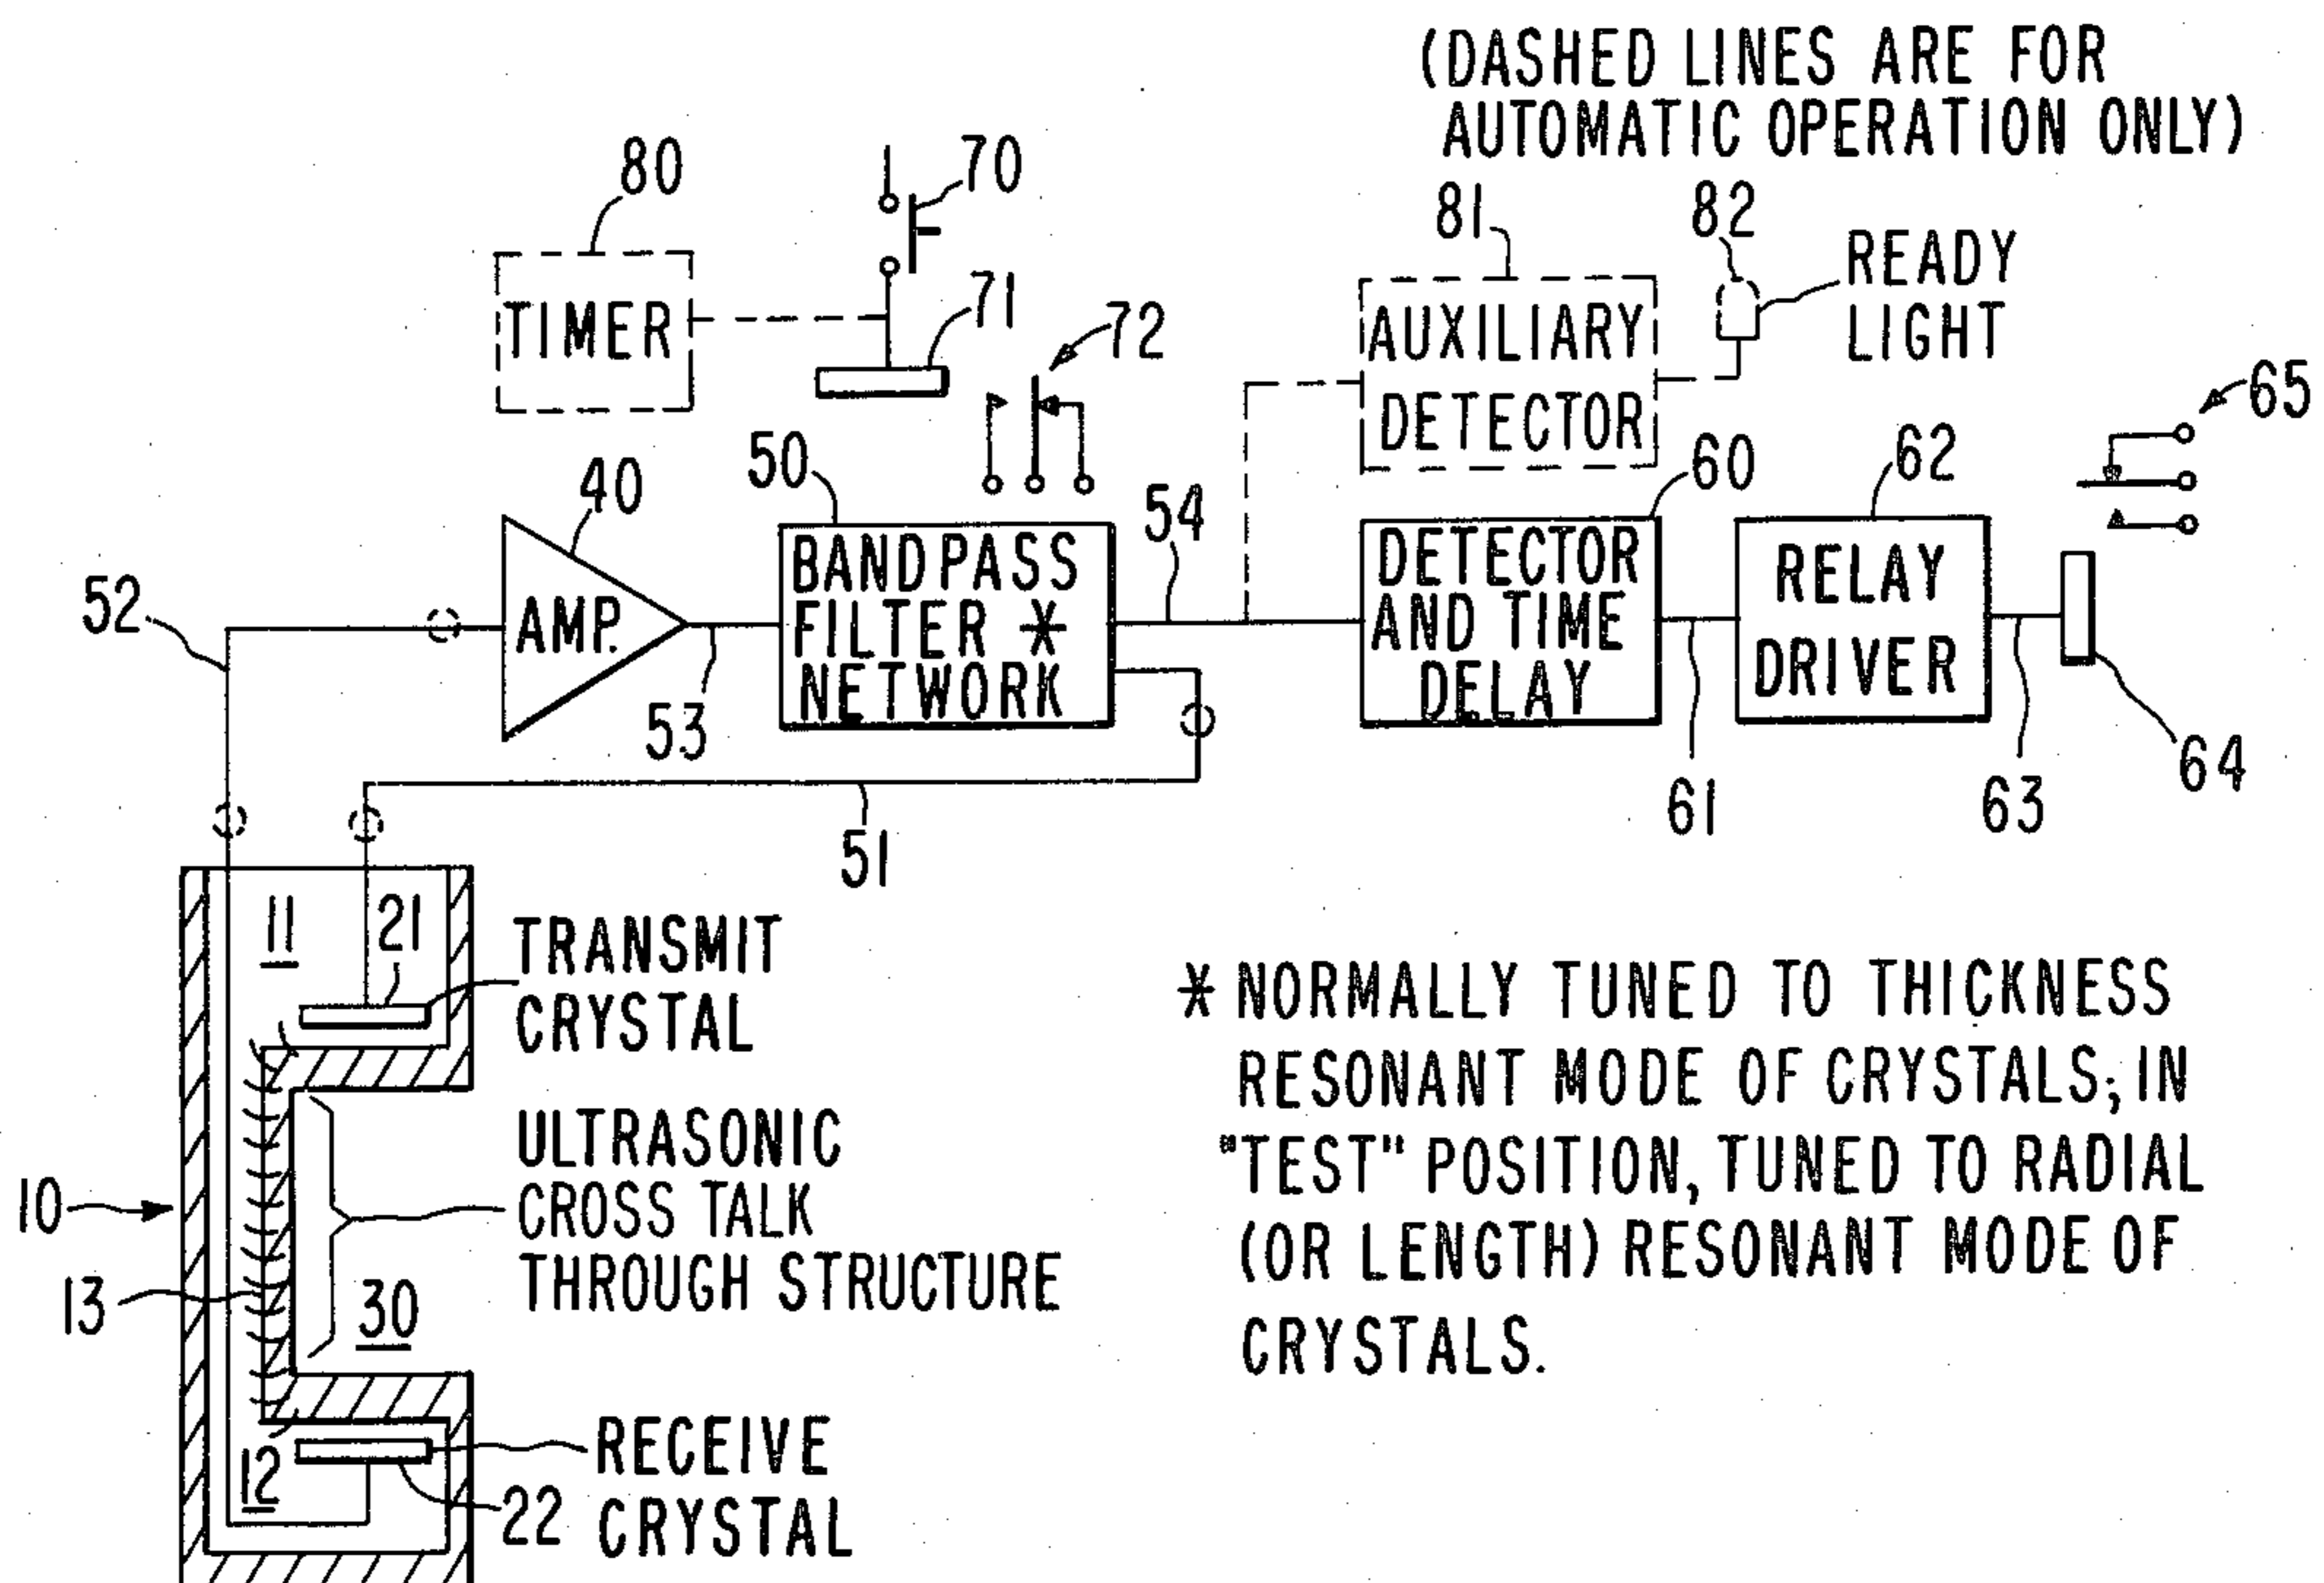 (DASHED LINES ARE FOR
AUTOMATIC OPERATION ONLY)
80
70
81
82
READY
LIGHT
TIMER
71
72
AUXILIARY
DETECTOR
65
40
50
54
60
62
52
AMP.
BANDPASS
FILTER *
NETWORK
DETECTOR
AND TIME
DELAY
RELAY
DRIVER
53
51
61
63
64
11
21
TRANSMIT
CRYSTAL
* NORMALLY TUNED TO THICKNESS
RESONANT MODE OF CRYSTALS; IN
"TEST" POSITION, TUNED TO RADIAL
(OR LENGTH) RESONANT MODE OF
CRYSTALS.
10
ULTRASONIC
CROSS TALK
THROUGH STRUCTURE
13
30
12
RECEIVE
CRYSTAL
22